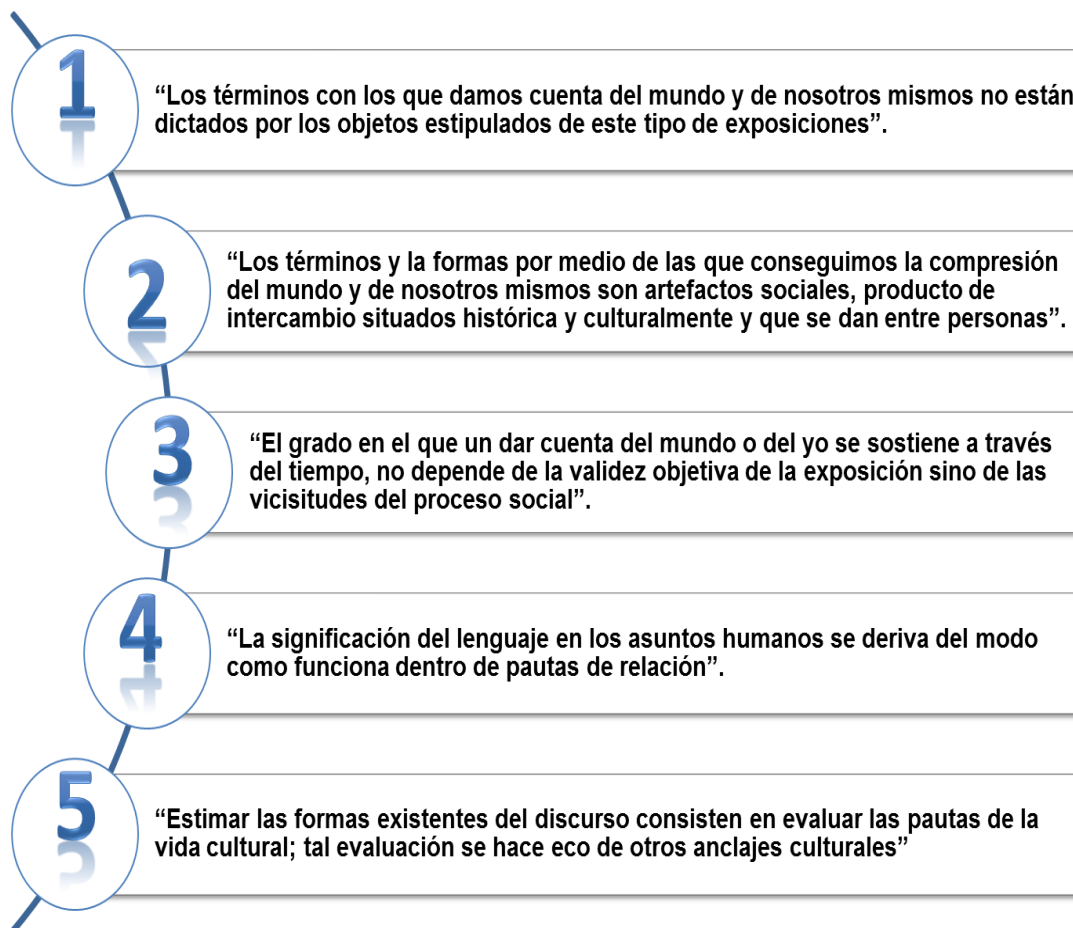 1
“Los términos con los que damos cuenta del mundo y de nosotros mismos no están
dictados por los objetos estipulados de este tipo de exposiciones”.
2
“Los términos y la formas por medio de las que conseguimos la compresión
del mundo y de nosotros mismos son artefactos sociales, producto de
intercambio situados histórica y culturalmente y que se dan entre personas”.
3
“El grado en el que un dar cuenta del mundo o del yo se sostiene a través
del tiempo, no depende de la validez objetiva de la exposición sino de las
vicisitudes del proceso social”.
4
“La significación del lenguaje en los asuntos humanos se deriva del modo
como funciona dentro de pautas de relación”.
5
“Estimar las formas existentes del discurso consisten en evaluar las pautas de la
vida cultural; tal evaluación se hace eco de otros anclajes culturales”